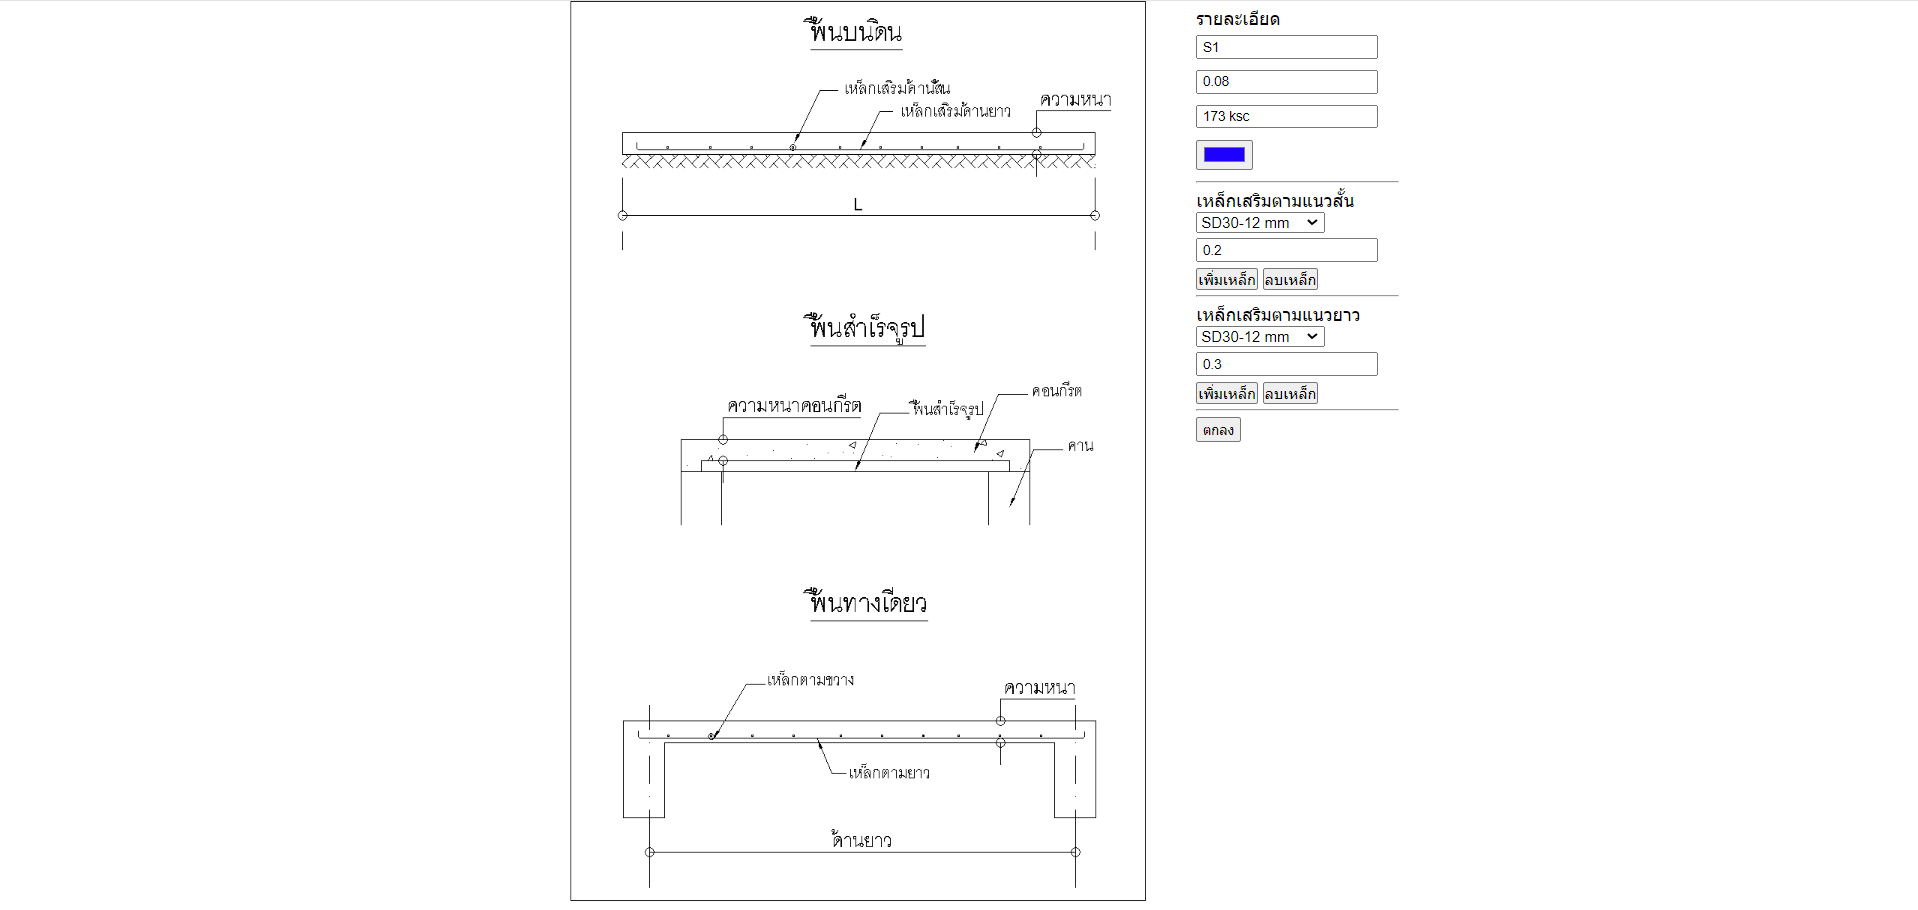 พื้นบนดิน
เหล็กเสริมด้านสั้น
เหล็กเสริมด้านยาว
ความหนา
L
พื้นสำเร็จรูป
ความหนาคอนกรีต
พื้นสำเร็จรูป
คอนกรีต
คาน
พื้นทางเดียว
เหล็กตามขวาง
ความหนา
เหล็กตามยาว
ด้านยาว
รายละเอียด
S1
0.08
173 ksc
เหล็กเสริมตามแนวสั้น
SD30-12 mm
0.2
เพิ่มเหล็ก ลบเหล็ก
เหล็กเสริมตามแนวยาว
SD30-12 mm
0.3
เพิ่มเหล็ก ลบเหล็ก
ตกลง